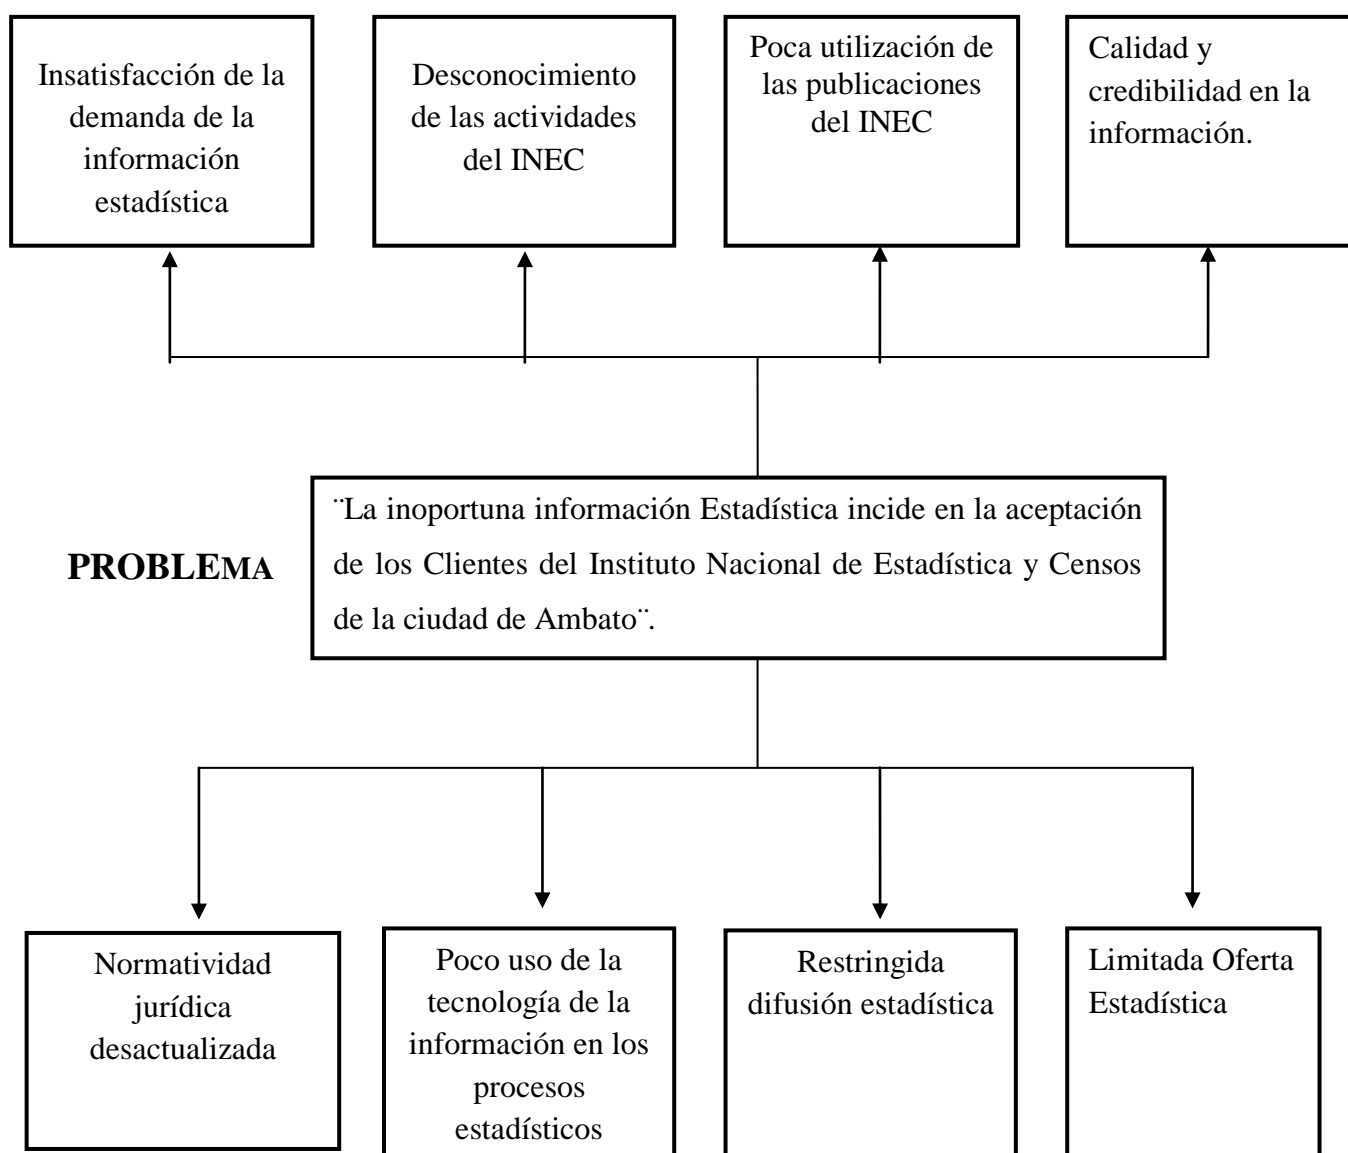 Insatisfacción de la
demanda de la
información
estadística
Desconocimiento
de las actividades
del INEC
Poca utilización de
las publicaciones
del INEC
Calidad y
credibilidad en la
información.
PROBLEMA
¨La inoportuna información Estadística incide en la aceptación
de los Clientes del Instituto Nacional de Estadística y Censos
de la ciudad de Ambato¨.
Normatividad
jurídica
desactualizada
Poco uso de la
tecnología de la
información en los
procesos
estadísticos
Restringida
difusión estadística
Limitada Oferta
Estadística